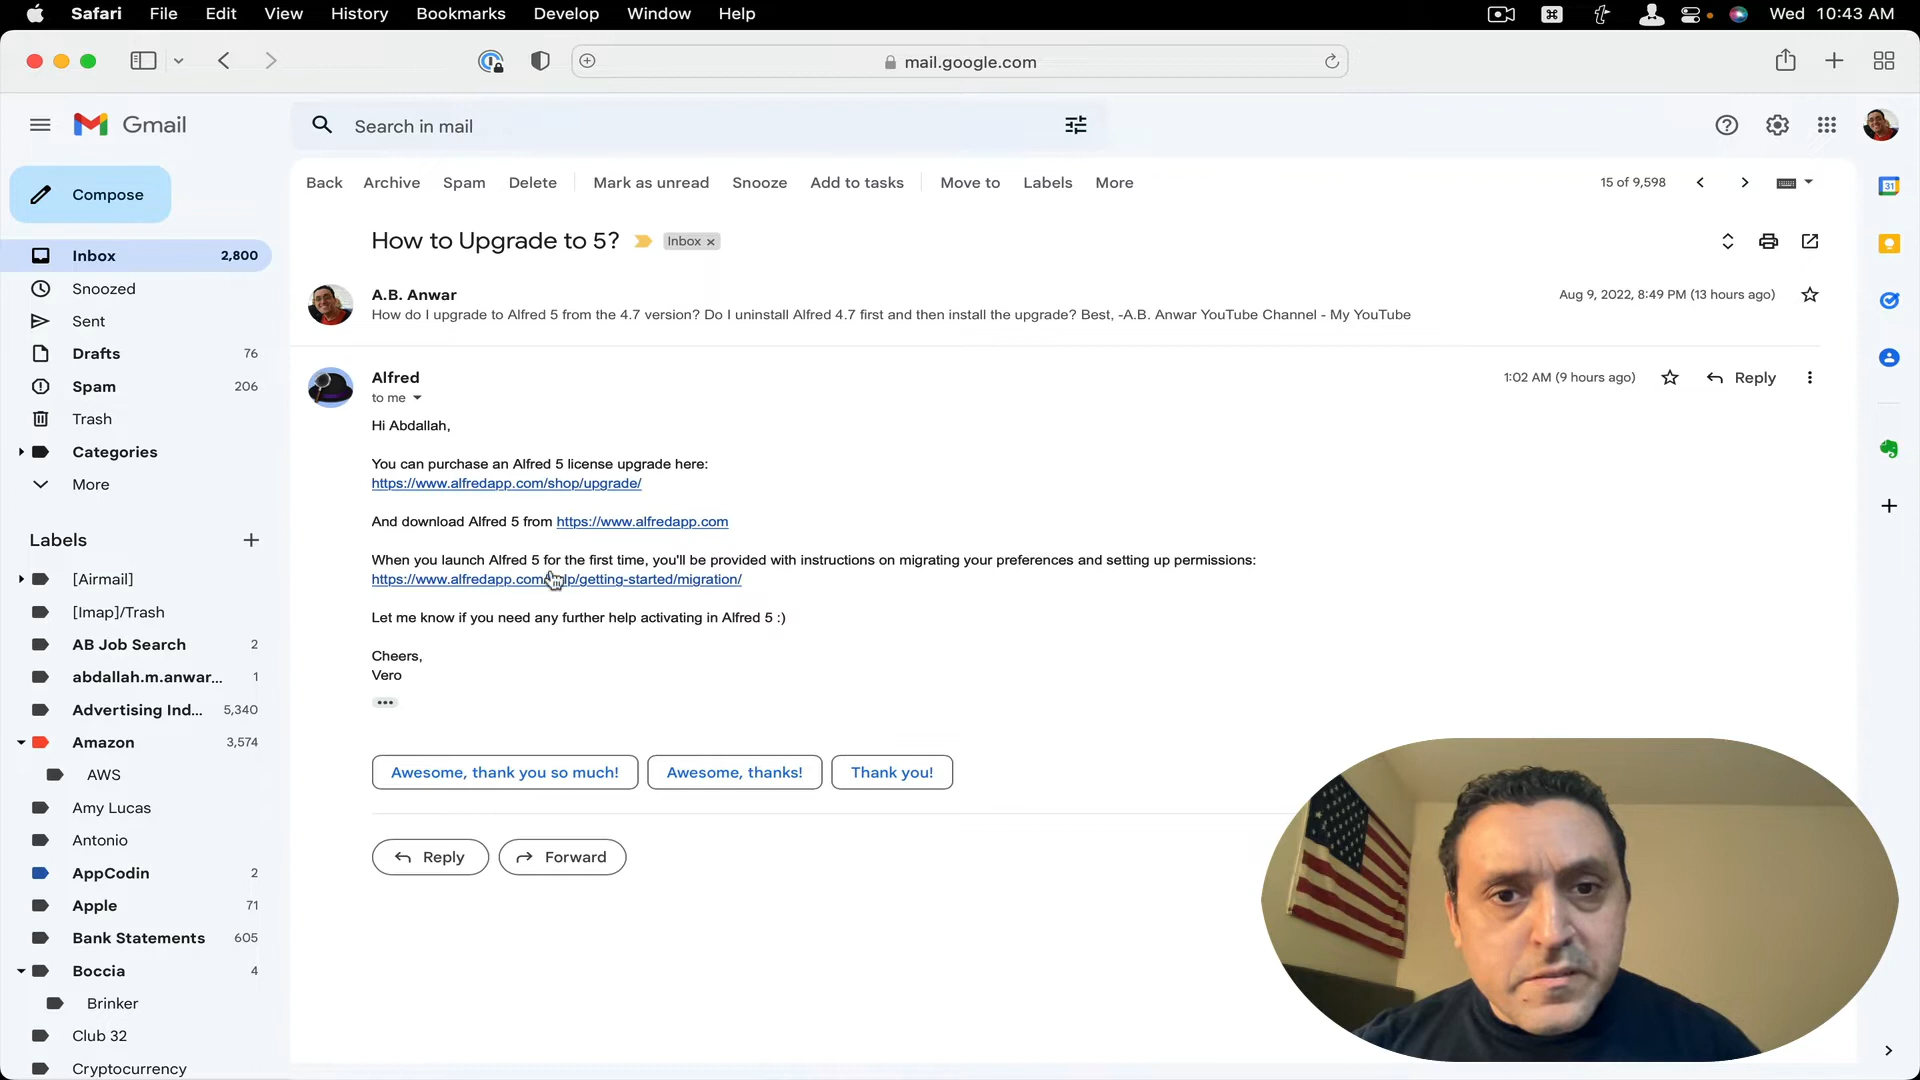 Safari File Edit View History Bookmarks Develop Window Help Wed 10:43 AM
mail.google.com
Gmail
Search in mail
Compose
Inbox 2,800
Snoozed
Sent
Drafts 76
Spam 206
Trash
Categories
More
Labels
[Airmail]
[Imap]/Trash
AB Job Search 2
abdallah.m.anwar... 1
Advertising Ind... 5,340
Amazon 3,574
AWS
Amy Lucas
Antonio
AppCodin 2
Apple 71
Bank Statements 605
Boccia 4
Brinker
Club 32
Cryptocurrency
Back Archive Spam Delete Mark as unread Snooze Add to tasks Move to Labels More 15 of 9,598
How to Upgrade to 5? Inbox x
A.B. Anwar Aug 9, 2022, 8:49 PM (13 hours ago)
How do I upgrade to Alfred 5 from the 4.7 version? Do I uninstall Alfred 4.7 first and then install the upgrade? Best, -A.B. Anwar YouTube Channel - My YouTube
Alfred 1:02 AM (9 hours ago) Reply
to me
Hi Abdallah,
You can purchase an Alfred 5 license upgrade here:
https://www.alfredapp.com/shop/upgrade/
And download Alfred 5 from https://www.alfredapp.com
When you launch Alfred 5 for the first time, you'll be provided with instructions on migrating your preferences and setting up permissions:
https://www.alfredapp.com/help/getting-started/migration/
Let me know if you need any further help activating in Alfred 5 :)
Cheers,
Vero
Awesome, thank you so much! Awesome, thanks! Thank you!
Reply Forward
31